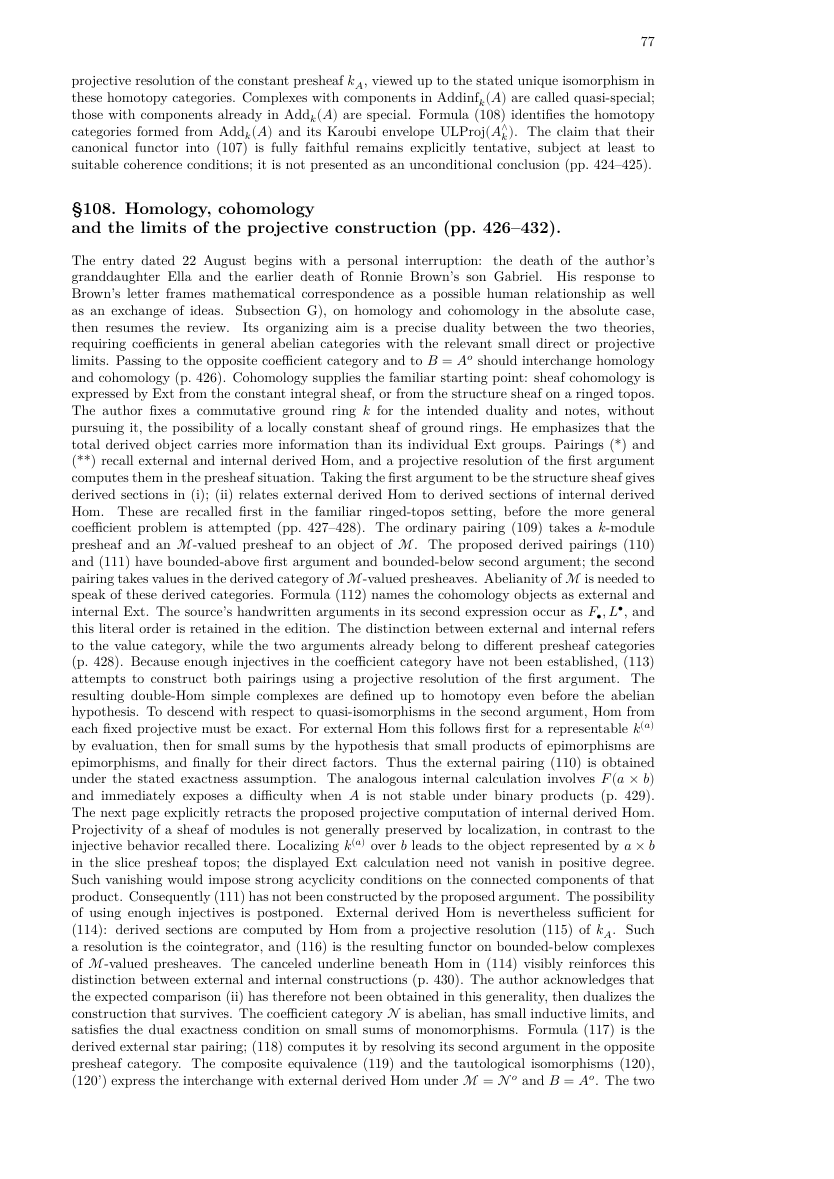 77
projective resolution of the constant presheaf k_A, viewed up to the stated unique isomorphism in
these homotopy categories. Complexes with components in Addinf_k(A) are called quasi-special;
those with components already in Add_k(A) are special. Formula (108) identifies the homotopy
categories formed from Add_k(A) and its Karoubi envelope ULProj(A_k^∧). The claim that their
canonical functor into (107) is fully faithful remains explicitly tentative, subject at least to
suitable coherence conditions; it is not presented as an unconditional conclusion (pp. 424–425).
§108. Homology, cohomology
and the limits of the projective construction (pp. 426–432).
The entry dated 22 August begins with a personal interruption: the death of the author's
granddaughter Ella and the earlier death of Ronnie Brown's son Gabriel. His response to
Brown's letter frames mathematical correspondence as a possible human relationship as well
as an exchange of ideas. Subsection G), on homology and cohomology in the absolute case,
then resumes the review. Its organizing aim is a precise duality between the two theories,
requiring coefficients in general abelian categories with the relevant small direct or projective
limits. Passing to the opposite coefficient category and to B = A^o should interchange homology
and cohomology (p. 426). Cohomology supplies the familiar starting point: sheaf cohomology is
expressed by Ext from the constant integral sheaf, or from the structure sheaf on a ringed topos.
The author fixes a commutative ground ring k for the intended duality and notes, without
pursuing it, the possibility of a locally constant sheaf of ground rings. He emphasizes that the
total derived object carries more information than its individual Ext groups. Pairings (*) and
(**) recall external and internal derived Hom, and a projective resolution of the first argument
computes them in the presheaf situation. Taking the first argument to be the structure sheaf gives
derived sections in (i); (ii) relates external derived Hom to derived sections of internal derived
Hom. These are recalled first in the familiar ringed-topos setting, before the more general
coefficient problem is attempted (pp. 427–428). The ordinary pairing (109) takes a k-module
presheaf and an ℳ-valued presheaf to an object of ℳ. The proposed derived pairings (110)
and (111) have bounded-above first argument and bounded-below second argument; the second
pairing takes values in the derived category of ℳ-valued presheaves. Abelianity of ℳ is needed to
speak of these derived categories. Formula (112) names the cohomology objects as external and
internal Ext. The source's handwritten arguments in its second expression occur as F_•, L^•, and
this literal order is retained in the edition. The distinction between external and internal refers
to the value category, while the two arguments already belong to different presheaf categories
(p. 428). Because enough injectives in the coefficient category have not been established, (113)
attempts to construct both pairings using a projective resolution of the first argument. The
resulting double-Hom simple complexes are defined up to homotopy even before the abelian
hypothesis. To descend with respect to quasi-isomorphisms in the second argument, Hom from
each fixed projective must be exact. For external Hom this follows first for a representable k^(a)
by evaluation, then for small sums by the hypothesis that small products of epimorphisms are
epimorphisms, and finally for their direct factors. Thus the external pairing (110) is obtained
under the stated exactness assumption. The analogous internal calculation involves F(a × b)
and immediately exposes a difficulty when A is not stable under binary products (p. 429).
The next page explicitly retracts the proposed projective computation of internal derived Hom.
Projectivity of a sheaf of modules is not generally preserved by localization, in contrast to the
injective behavior recalled there. Localizing k^(a) over b leads to the object represented by a × b
in the slice presheaf topos; the displayed Ext calculation need not vanish in positive degree.
Such vanishing would impose strong acyclicity conditions on the connected components of that
product. Consequently (111) has not been constructed by the proposed argument. The possibility
of using enough injectives is postponed. External derived Hom is nevertheless sufficient for
(114): derived sections are computed by Hom from a projective resolution (115) of k_A. Such
a resolution is the cointegrator, and (116) is the resulting functor on bounded-below complexes
of ℳ-valued presheaves. The canceled underline beneath Hom in (114) visibly reinforces this
distinction between external and internal constructions (p. 430). The author acknowledges that
the expected comparison (ii) has therefore not been obtained in this generality, then dualizes the
construction that survives. The coefficient category 𝒩 is abelian, has small inductive limits, and
satisfies the dual exactness condition on small sums of monomorphisms. Formula (117) is the
derived external star pairing; (118) computes it by resolving its second argument in the opposite
presheaf category. The composite equivalence (119) and the tautological isomorphisms (120),
(120') express the interchange with external derived Hom under ℳ = 𝒩^o and B = A^o. The two